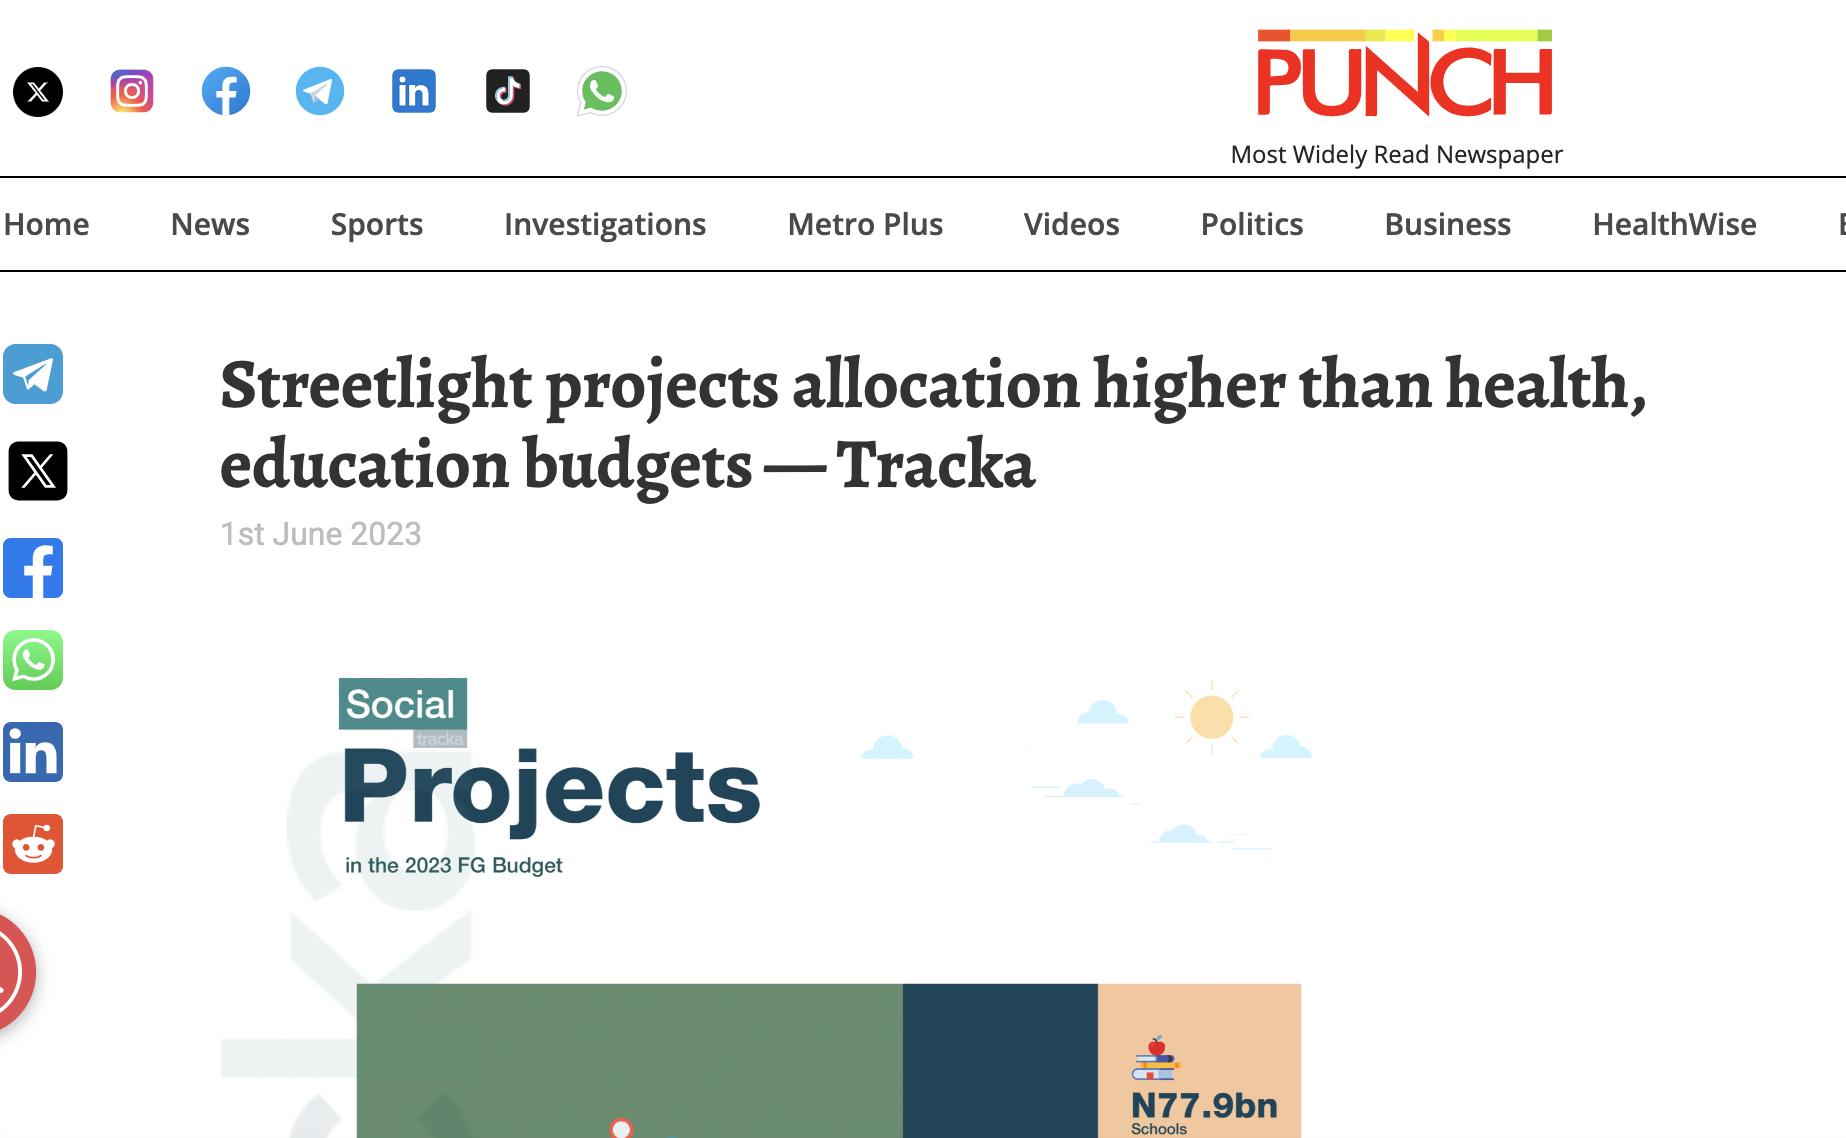 PUNCH
Most Widely Read Newspaper
Home News Sports Investigations Metro Plus Videos Politics Business HealthWise
Streetlight projects allocation higher than health,
education budgets — Tracka
1st June 2023
Social
tracka
Projects
in the 2023 FG Budget
N77.9bn
Schools